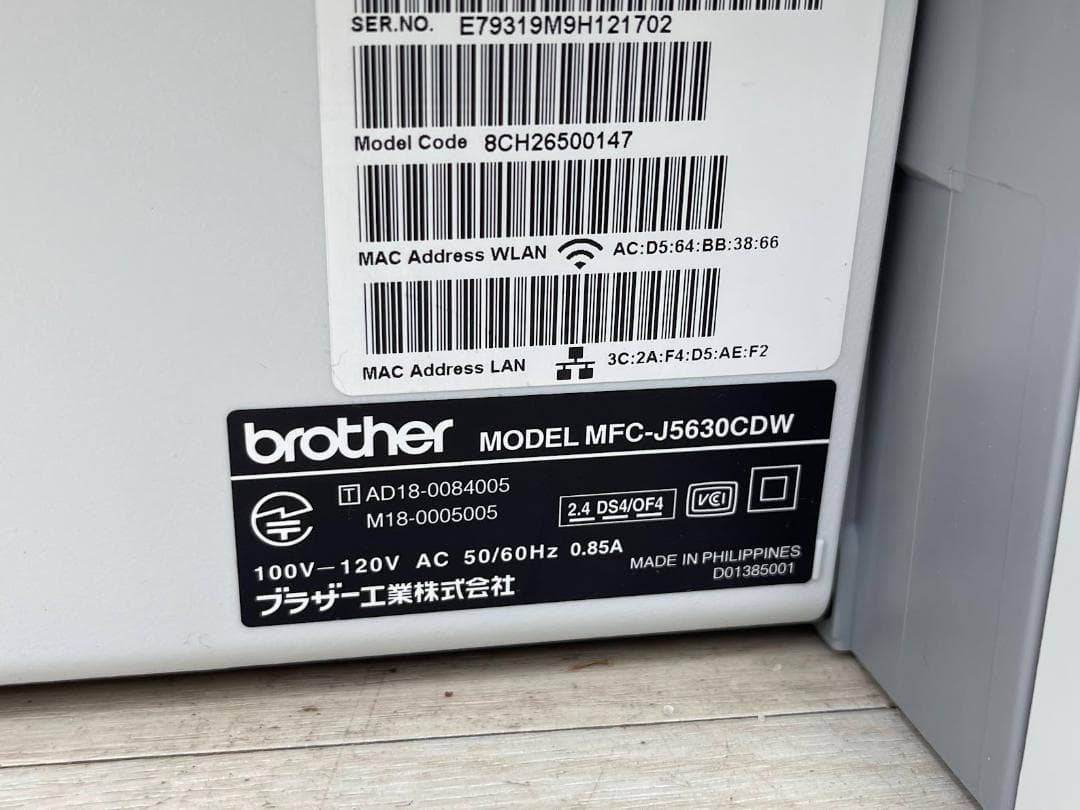 SER.NO. E79319M9H121702
Model Code 8CH26500147
MAC Address WLAN AC:D5:64:BB:38:66
MAC Address LAN 3C:2A:F4:D5:AE:F2
brother MODEL MFC-J5630CDW
T AD18-0084005
M18-0005005
2.4 DS4/OF4 VCI
100V－120V AC 50/60Hz 0.85A
MADE IN PHILIPPINES
D01385001
ブラザー工業株式会社